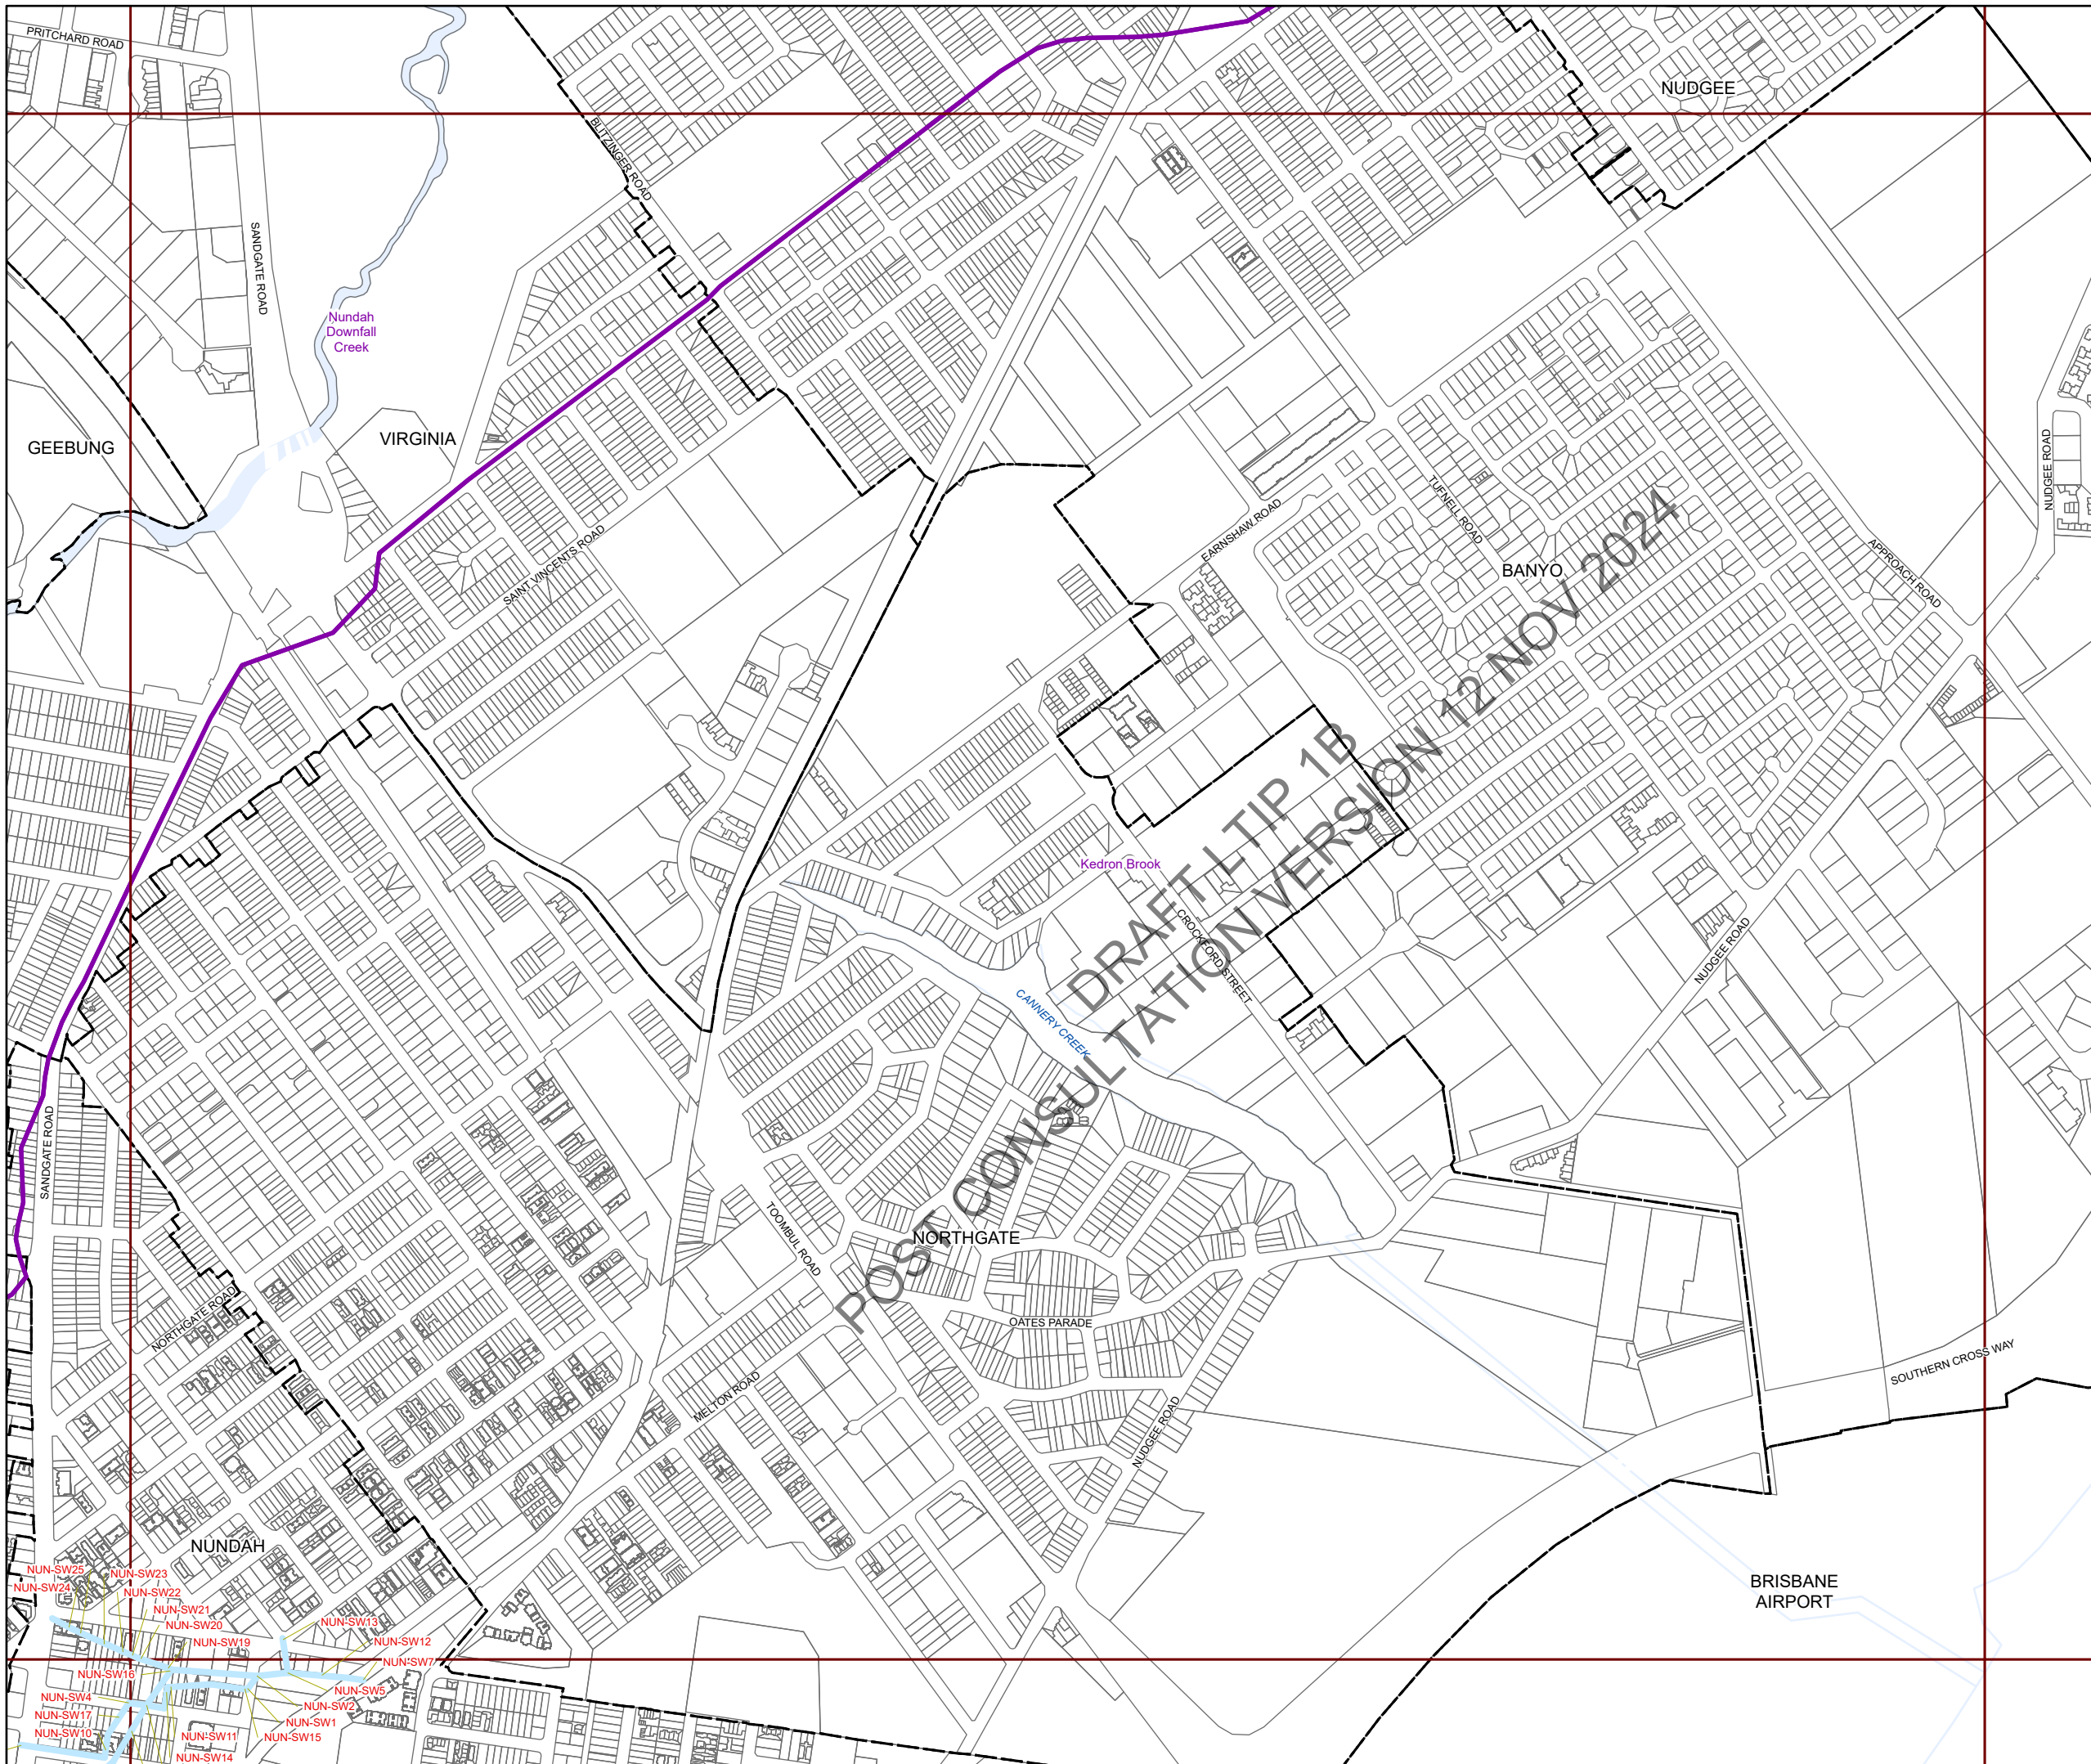 PRITCHARD ROAD
NUDGEE
BLITZINGER ROAD
SANDGATE ROAD
Nundah
Downfall
Creek
GEEBUNG
VIRGINIA
NUDGEE ROAD
TUFNELL ROAD
EARNSHAW ROAD
SAINT VINCENTS ROAD
BANYO
APPROACH ROAD
DRAFT LTIP 1B
POST CONSULTATION VERSION 12 NOV 2024
Kedron Brook
CROCKFORD STREET
NUDGEE ROAD
CANNERY CREEK
SANDGATE ROAD
TOOMBUL ROAD
NORTHGATE
NORTHGATE ROAD
OATES PARADE
SOUTHERN CROSS WAY
MELTON ROAD
NUDGEE ROAD
NUNDAH
BRISBANE
AIRPORT
NUN-SW25
NUN-SW23
NUN-SW24
NUN-SW22
NUN-SW21
NUN-SW20
NUN-SW13
NUN-SW19
NUN-SW12
NUN-SW7
NUN-SW16
NUN-SW5
NUN-SW4
NUN-SW2
NUN-SW17
NUN-SW1
NUN-SW10
NUN-SW11
NUN-SW15
NUN-SW14